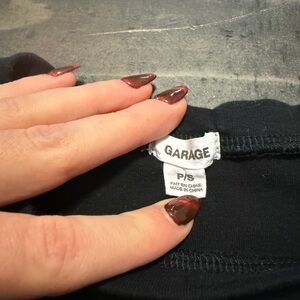 GARAGE
P/S
FAIT EN CHINE
MADE IN CHINA